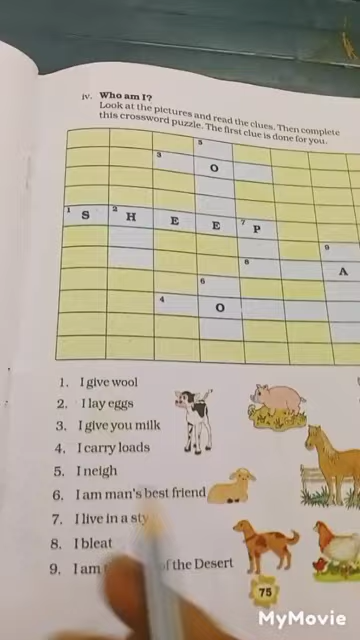 iv. Who am I?
Look at the pictures and read the clues. Then complete
this crossword puzzle. The first clue is done for you.
5
3
O
1 S 2 H E E 7 P
9
8
A
6
4
O
1. I give wool
2. I lay eggs
3. I give you milk
4. I carry loads
5. I neigh
6. I am man's best friend
7. I live in a sty
8. I bleat
9. I am of the Desert
75
MyMovie